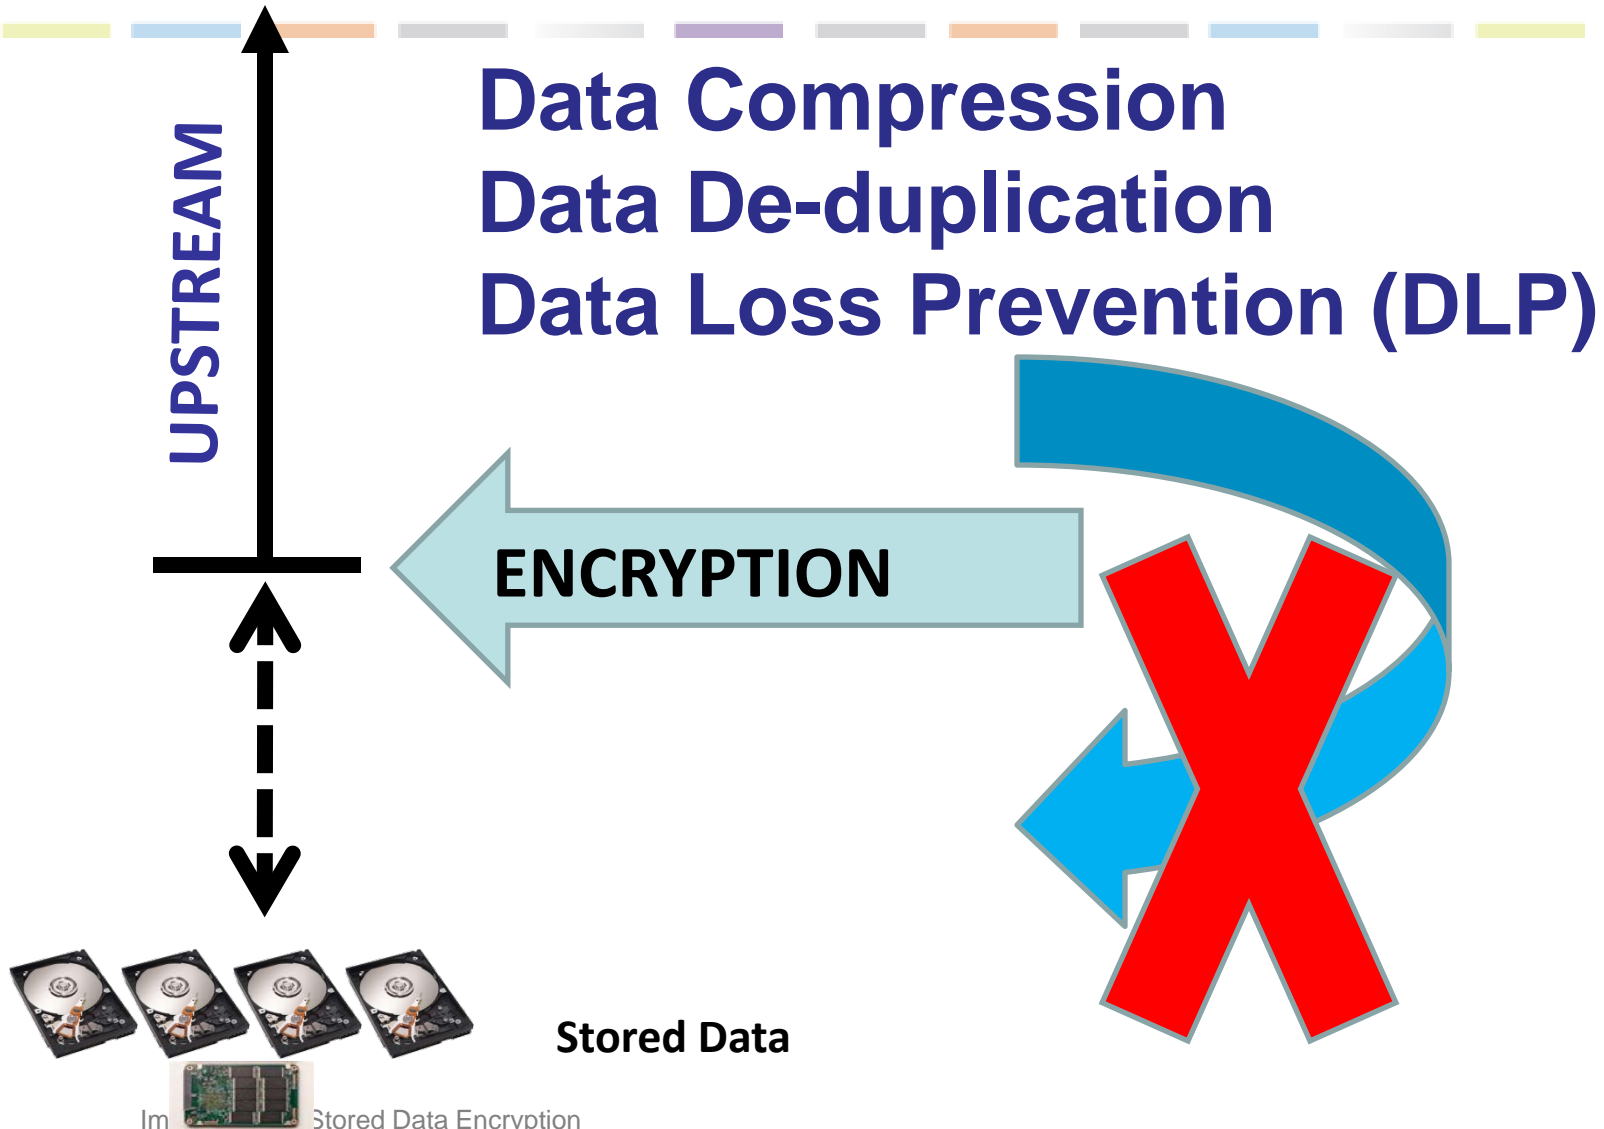 Data Compression
Data De-duplication
Data Loss Prevention (DLP)
UPSTREAM
ENCRYPTION
Stored Data
Stored Data Encryption